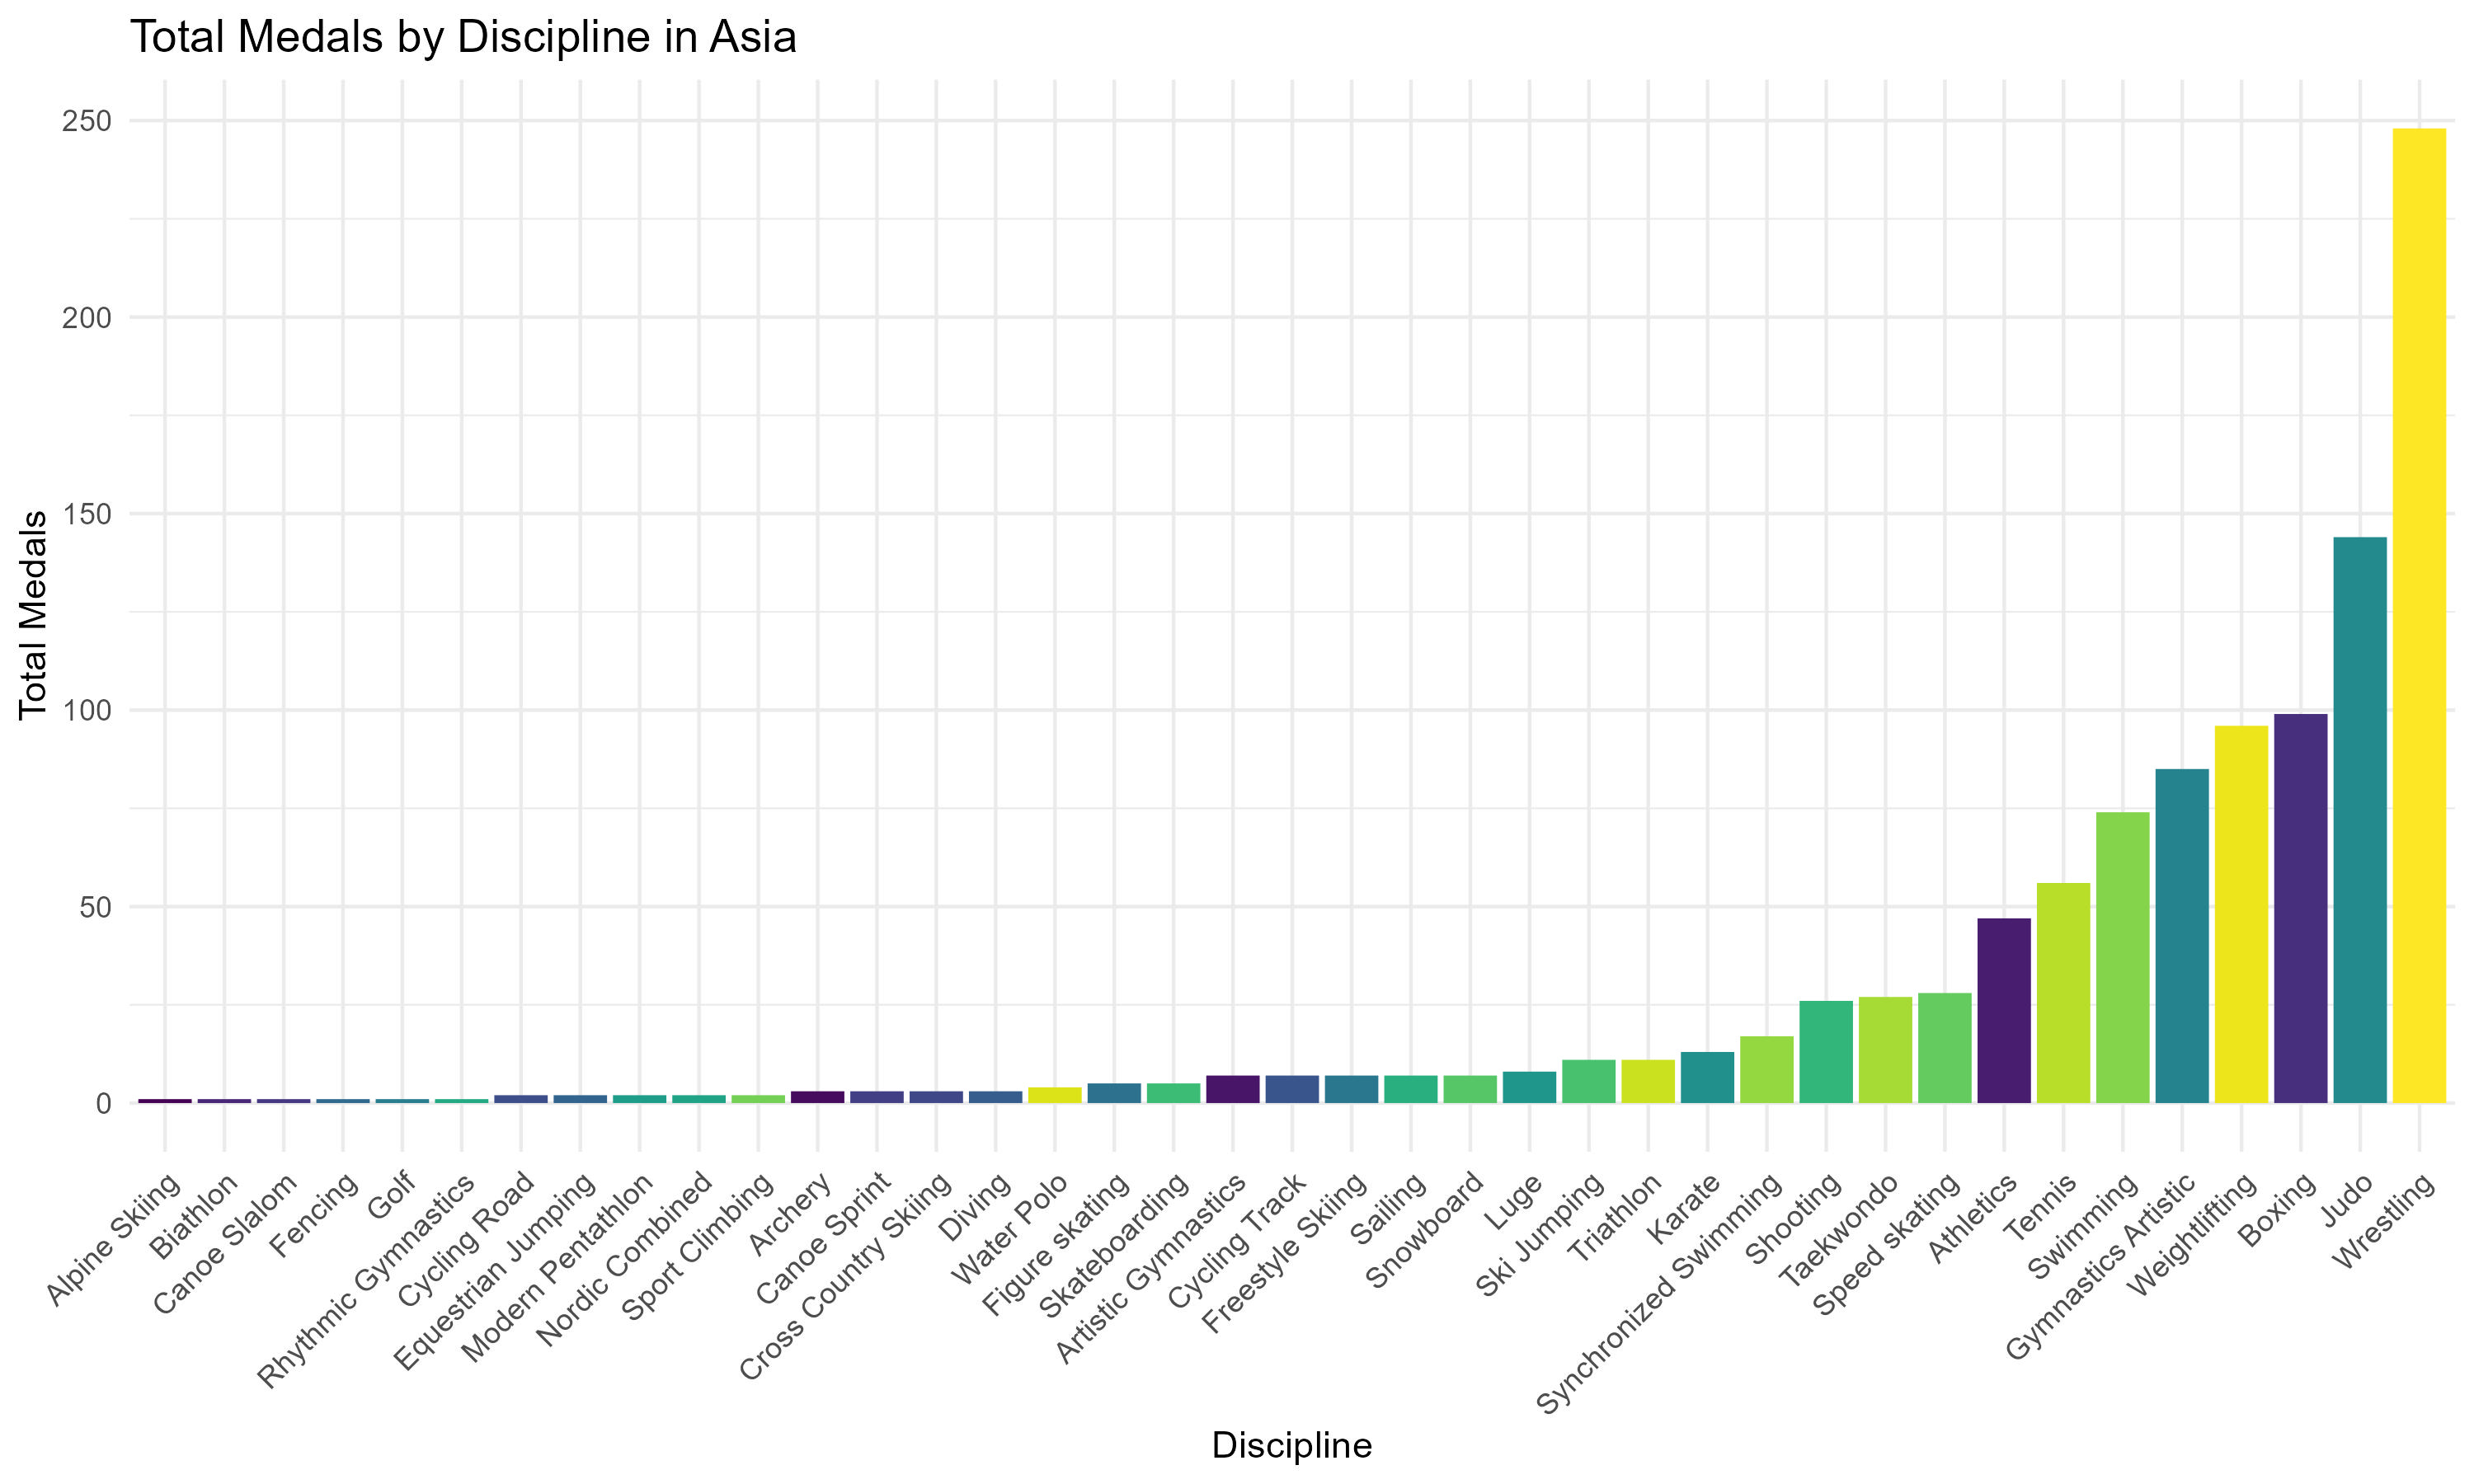 Total Medals by Discipline in Asia
Total Medals
250
200
150
100
50
0
Alpine Skiing
Biathlon
Canoe Slalom
Fencing
Golf
Rhythmic Gymnastics
Cycling Road
Equestrian Jumping
Modern Pentathlon
Nordic Combined
Sport Climbing
Archery
Canoe Sprint
Cross Country Skiing
Diving
Water Polo
Figure skating
Skateboarding
Artistic Gymnastics
Cycling Track
Freestyle Skiing
Sailing
Snowboard
Luge
Ski Jumping
Triathlon
Karate
Synchronized Swimming
Shooting
Taekwondo
Speed skating
Athletics
Tennis
Swimming
Gymnastics Artistic
Weightlifting
Boxing
Judo
Wrestling
Discipline